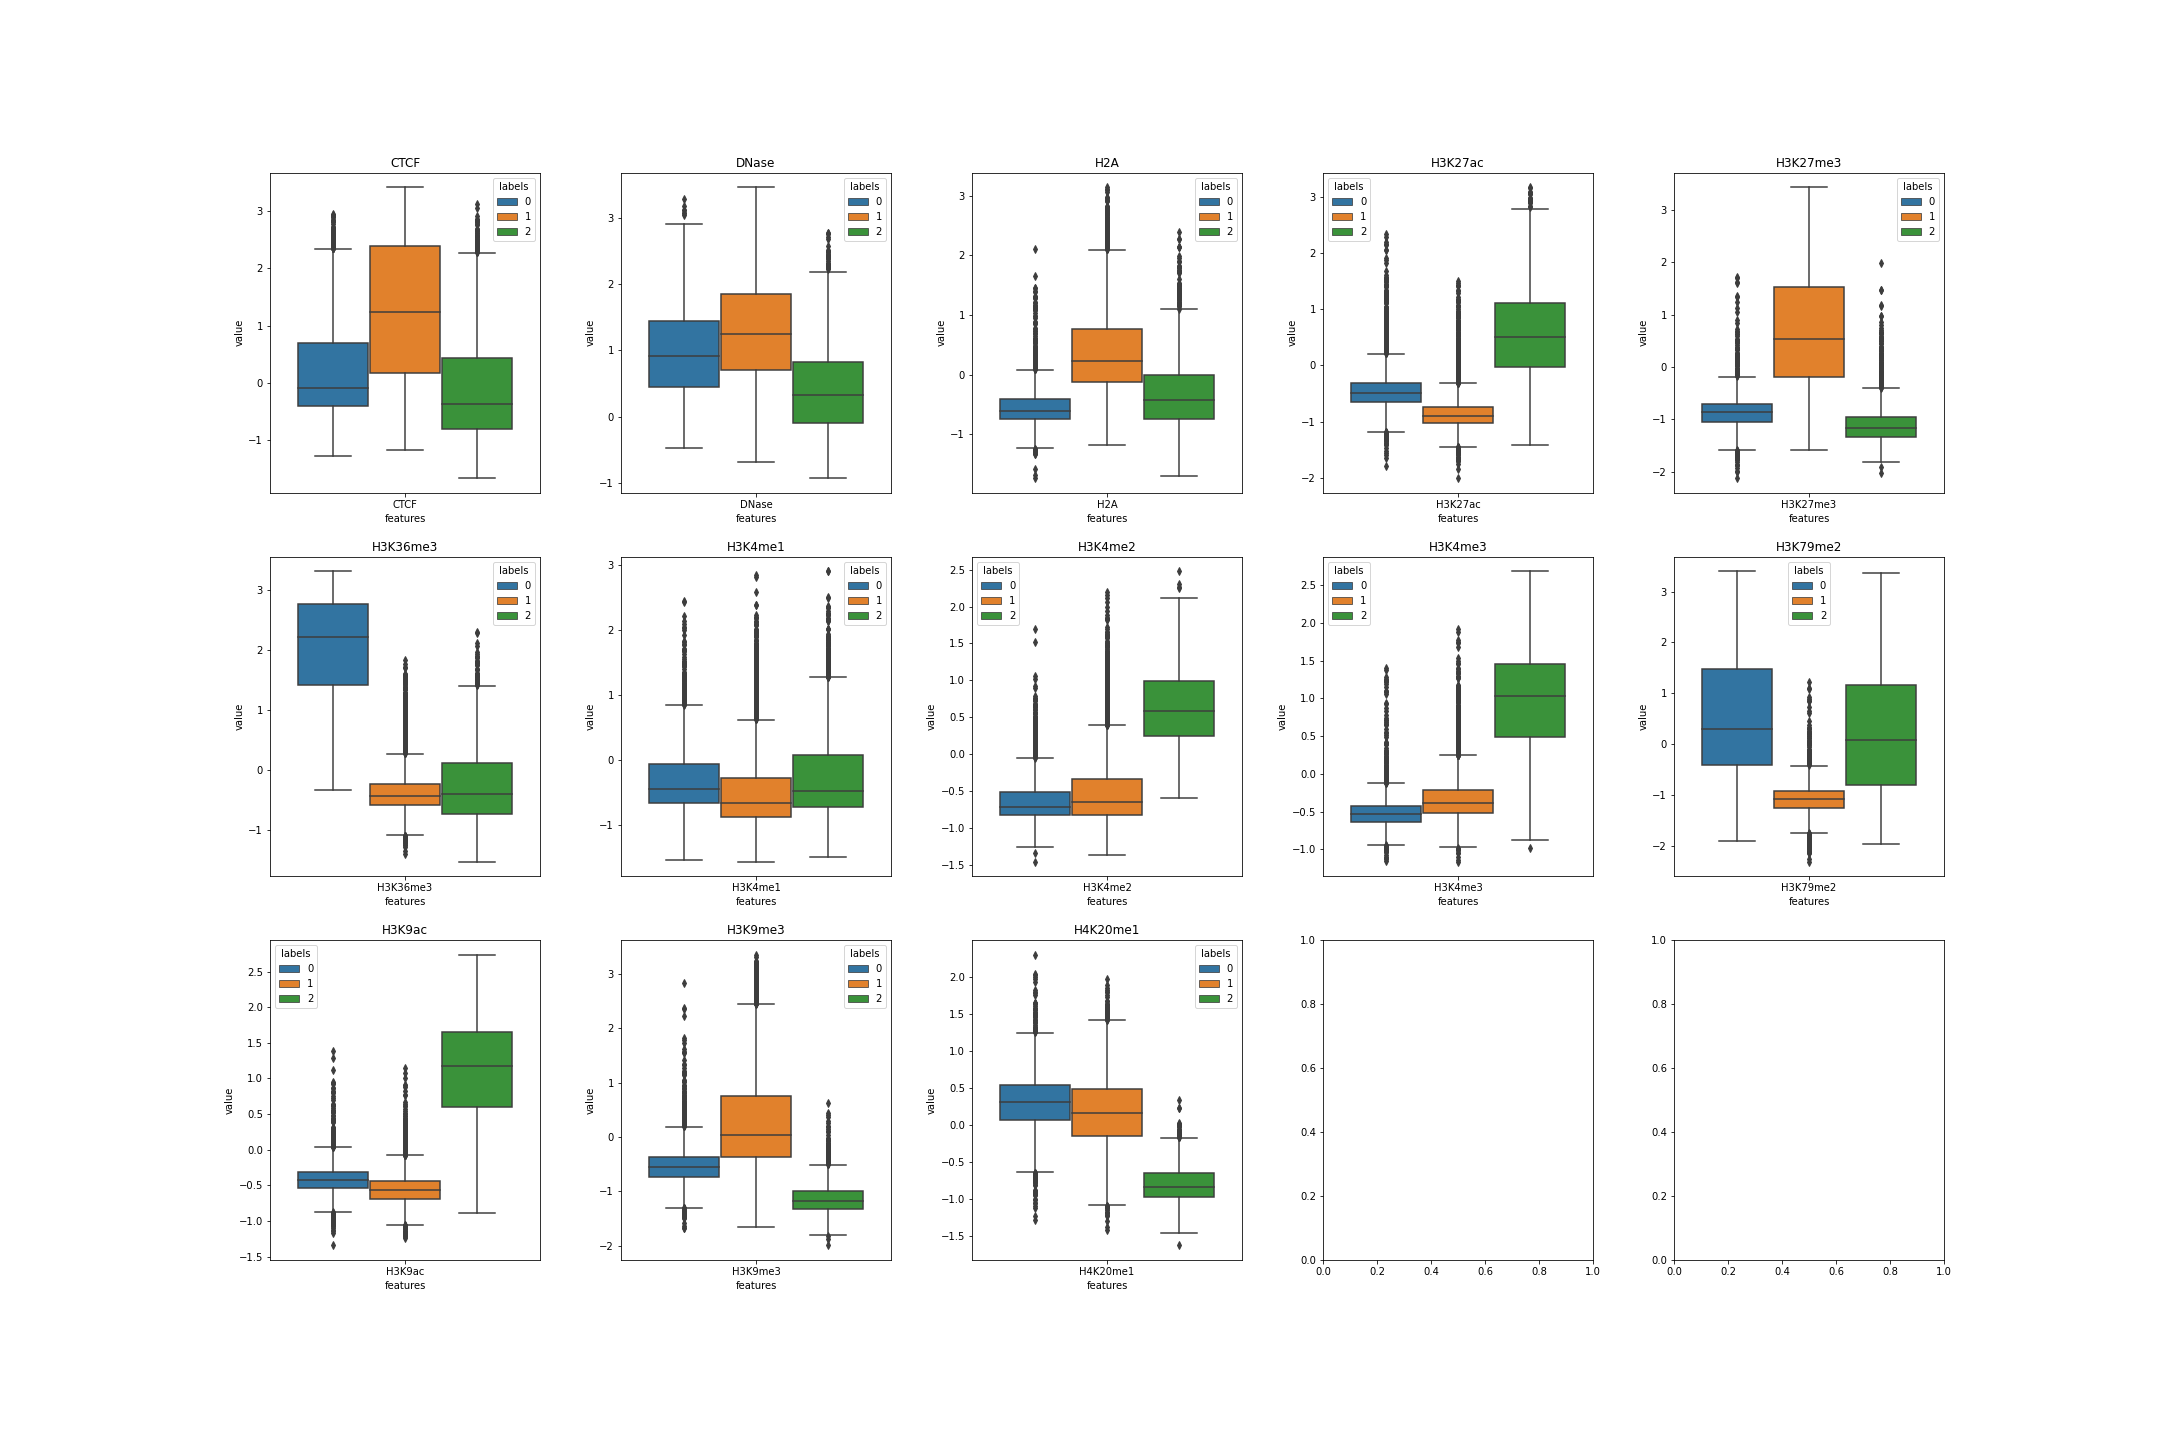 CTCF
value
3
2
1
0
−1
labels
0
1
2
CTCF
features
DNase
value
3
2
1
0
−1
labels
0
1
2
DNase
features
H2A
value
3
2
1
0
−1
labels
0
1
2
H2A
features
H3K27ac
value
3
2
1
0
−1
−2
labels
0
1
2
H3K27ac
features
H3K27me3
value
3
2
1
0
−1
−2
labels
0
1
2
H3K27me3
features
H3K36me3
value
3
2
1
0
−1
labels
0
1
2
H3K36me3
features
H3K4me1
value
3
2
1
0
−1
labels
0
1
2
H3K4me1
features
H3K4me2
value
2.5
2.0
1.5
1.0
0.5
0.0
−0.5
−1.0
−1.5
labels
0
1
2
H3K4me2
features
H3K4me3
value
2.5
2.0
1.5
1.0
0.5
0.0
−0.5
−1.0
labels
0
1
2
H3K4me3
features
H3K79me2
value
3
2
1
0
−1
−2
labels
0
1
2
H3K79me2
features
H3K9ac
value
2.5
2.0
1.5
1.0
0.5
0.0
−0.5
−1.0
−1.5
labels
0
1
2
H3K9ac
features
H3K9me3
value
3
2
1
0
−1
−2
labels
0
1
2
H3K9me3
features
H4K20me1
value
2.0
1.5
1.0
0.5
0.0
−0.5
−1.0
−1.5
labels
0
1
2
H4K20me1
features
1.0
0.8
0.6
0.4
0.2
0.0
0.0 0.2 0.4 0.6 0.8 1.0
1.0
0.8
0.6
0.4
0.2
0.0
0.0 0.2 0.4 0.6 0.8 1.0